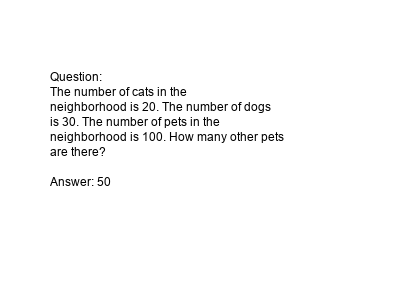 Question:
The number of cats in the
neighborhood is 20. The number of dogs
is 30. The number of pets in the
neighborhood is 100. How many other pets
are there?
Answer: 50